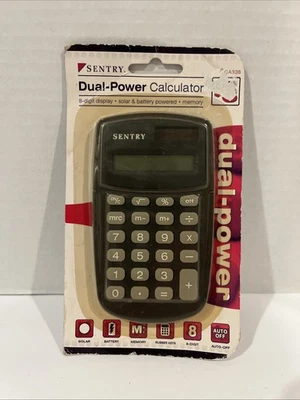 SENTRY.
CA328
Dual-Power Calculator
8-digit display • solar & battery powered • memory
SENTRY
dual-power
% √ % off
mrc m- m+ ÷
7 8 9 x
4 5 6 −
1 2 3 +
0 • =
M 8 AUTO OFF
SOLAR BATTERY MEMORY RUBBER KEYS 8-DIGIT AUTO-OFF